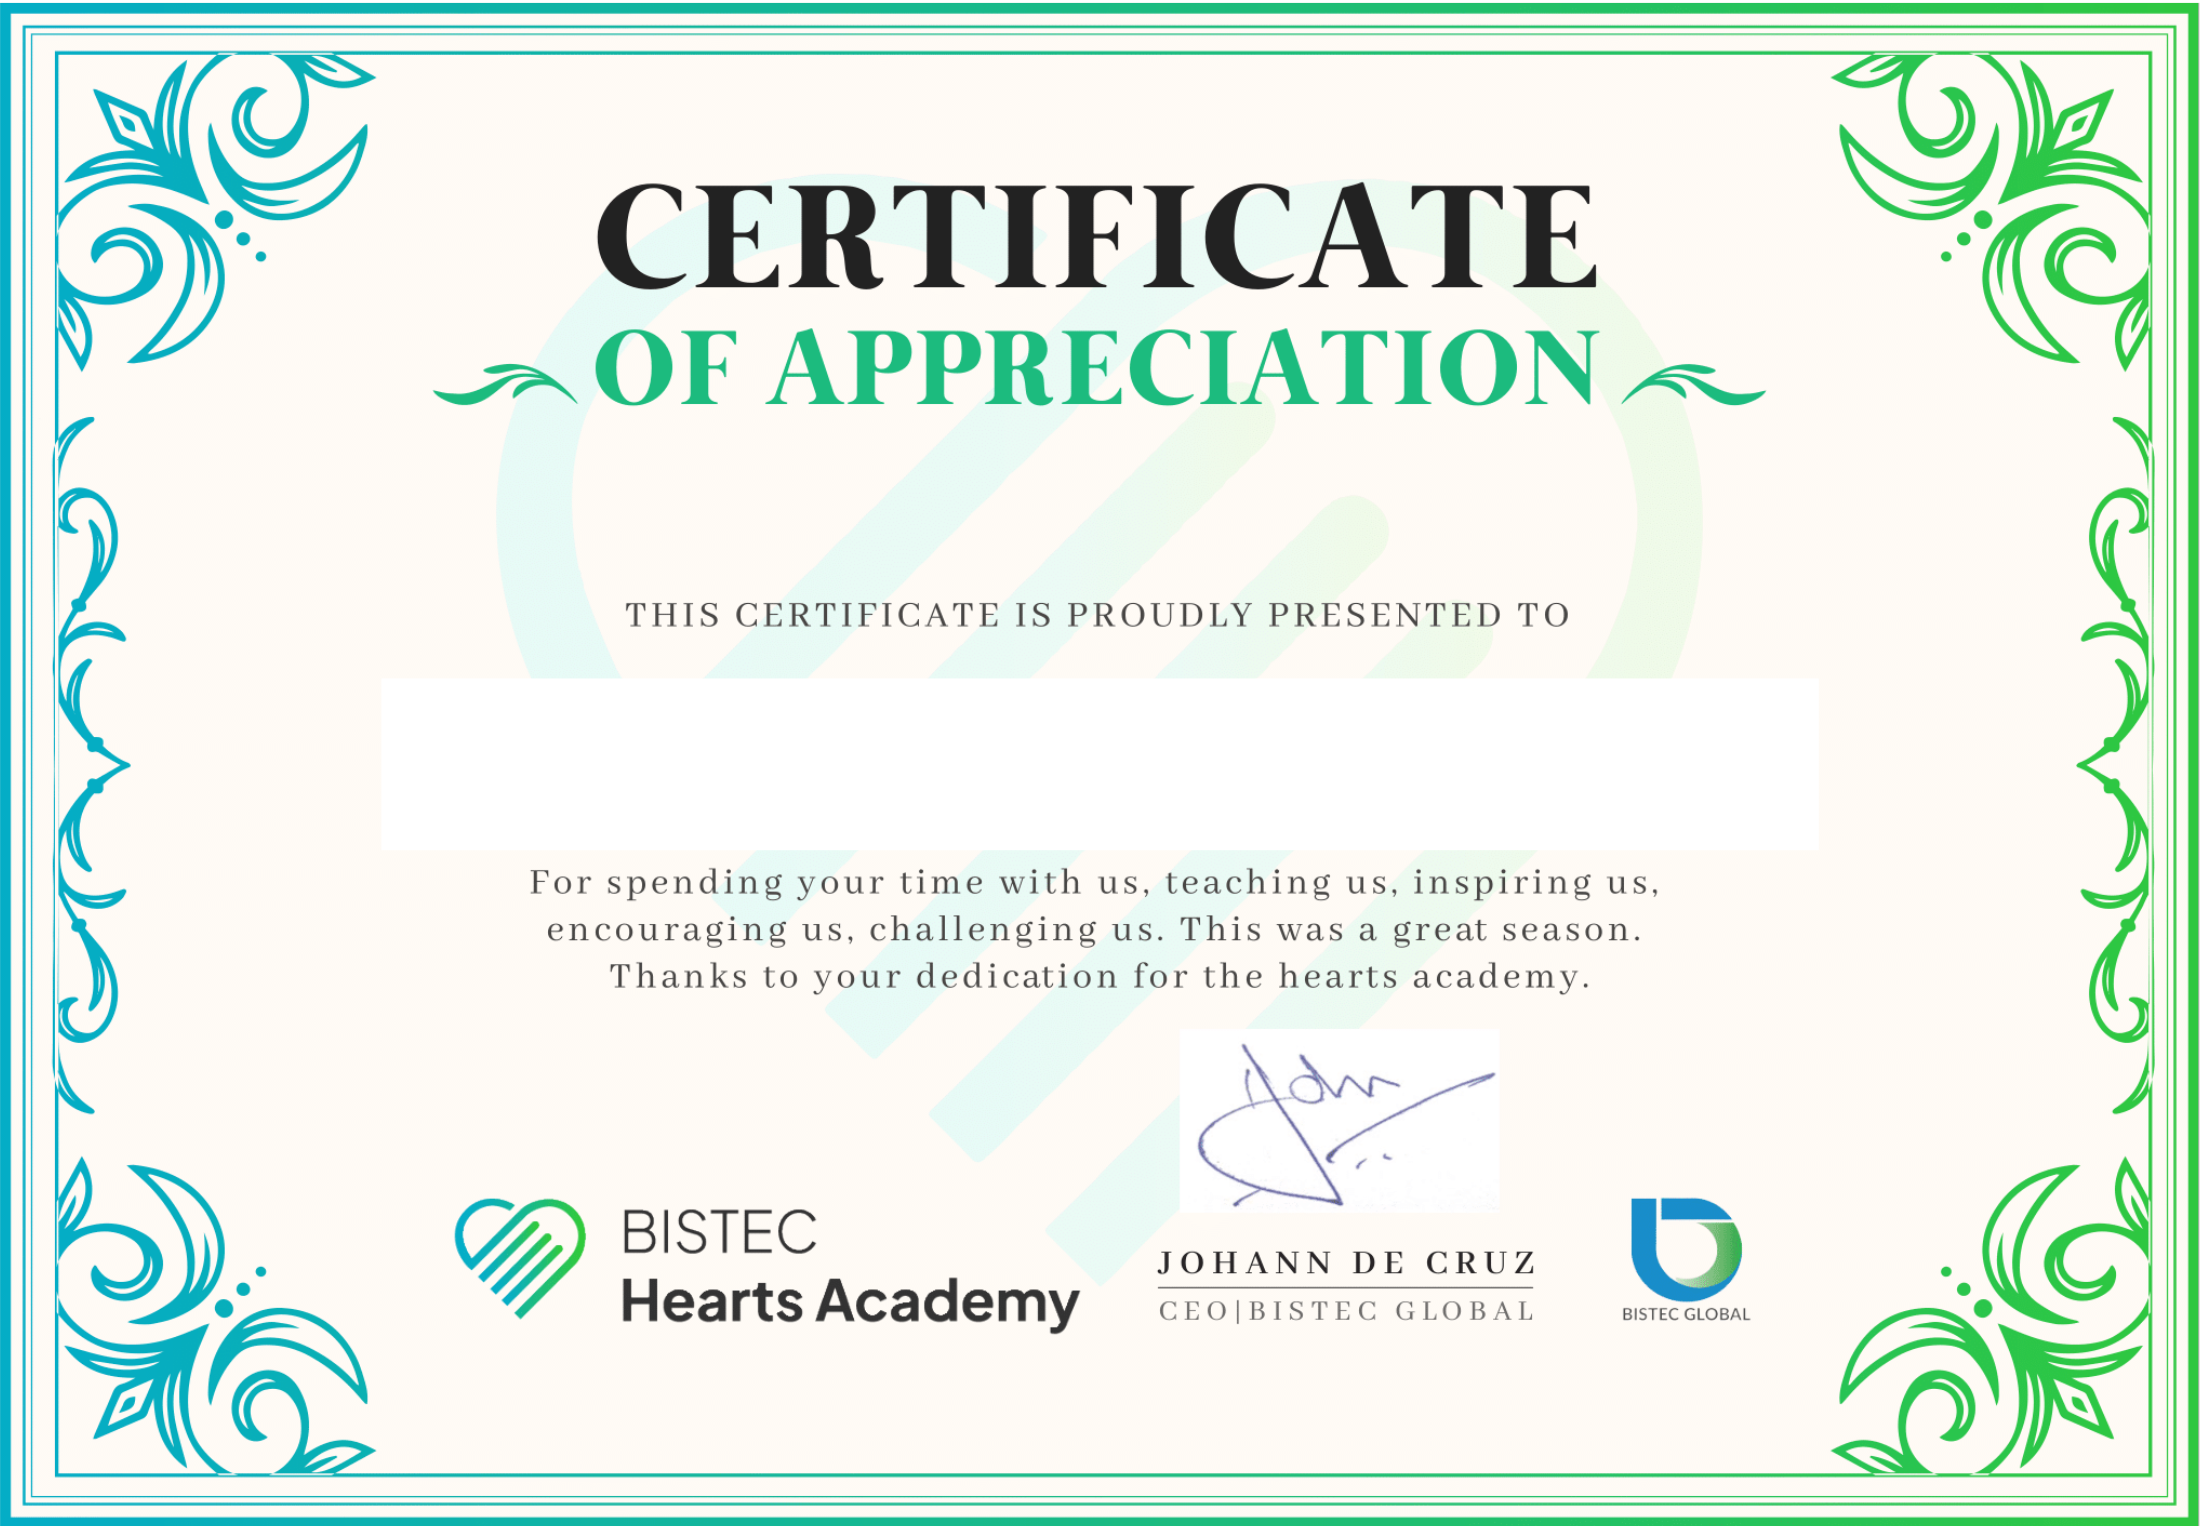 CERTIFICATE
OF APPRECIATION
THIS CERTIFICATE IS PROUDLY PRESENTED TO
For spending your time with us, teaching us, inspiring us,
encouraging us, challenging us. This was a great season.
Thanks to your dedication for the hearts academy.
John
BISTEC
Hearts Academy
JOHANN DE CRUZ
CEO|BISTEC GLOBAL
BISTEC GLOBAL